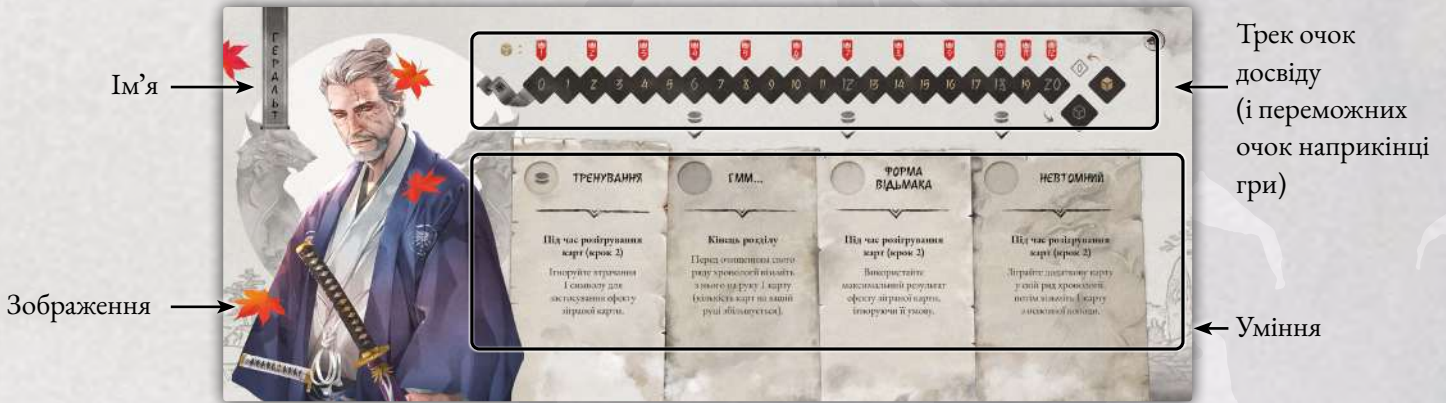 Ім’я
Зображення
Трек очок
досвіду
(і переможних
очок наприкінці
гри)
Уміння
ГЕРАЛЬТ
0 1 2 3 4 5 6 7 8 9 10 11 12 13 14 15 16 17 18 19 20
0
ТРЕНУВАННЯ
Під час розігрування
карт (крок 2)
Ігноруйте втрачання
1 символу для
застосування ефекту
зіграної карти.
ГММ...
Кінець розділу
Перед очищенням свого
ряду хронології візьміть
з нього на руку 1 карту
(кількість карт на вашій
руці збільшується).
ФОРМА
ВІДЬМАКА
Під час розігрування
карт (крок 2)
Використайте
максимальний результат
ефекту зіграної карти,
ігноруючи її умову.
НЕВТОМНИЙ
Під час розігрування
карт (крок 2)
Зіграйте додаткову карту
у свій ряд хронології,
потім візьміть 1 карту
з